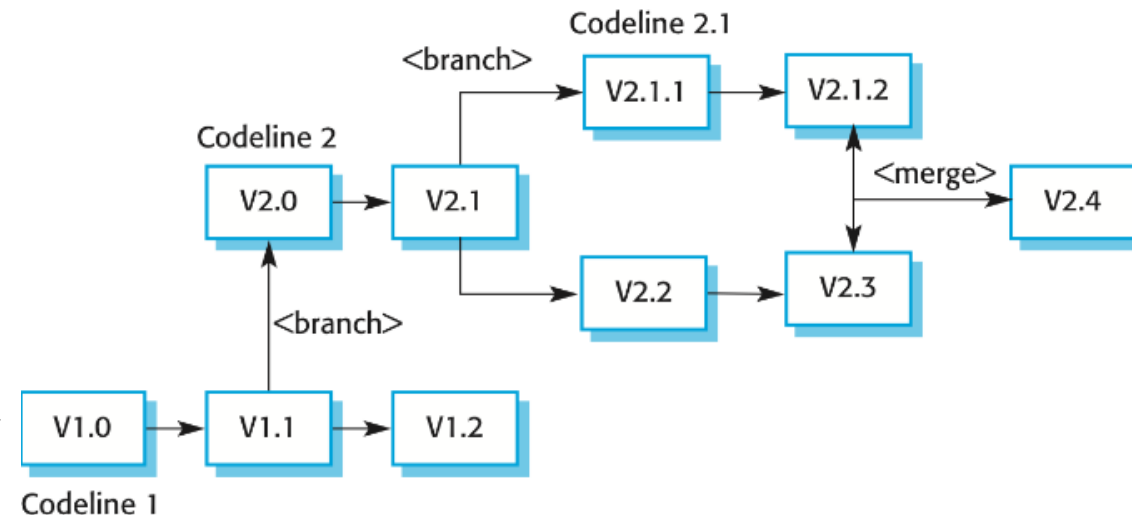 Codeline 2.1
<branch>
V2.1.1
V2.1.2
Codeline 2
<merge>
V2.0
V2.1
V2.4
V2.2
V2.3
<branch>
V1.0
V1.1
V1.2
Codeline 1